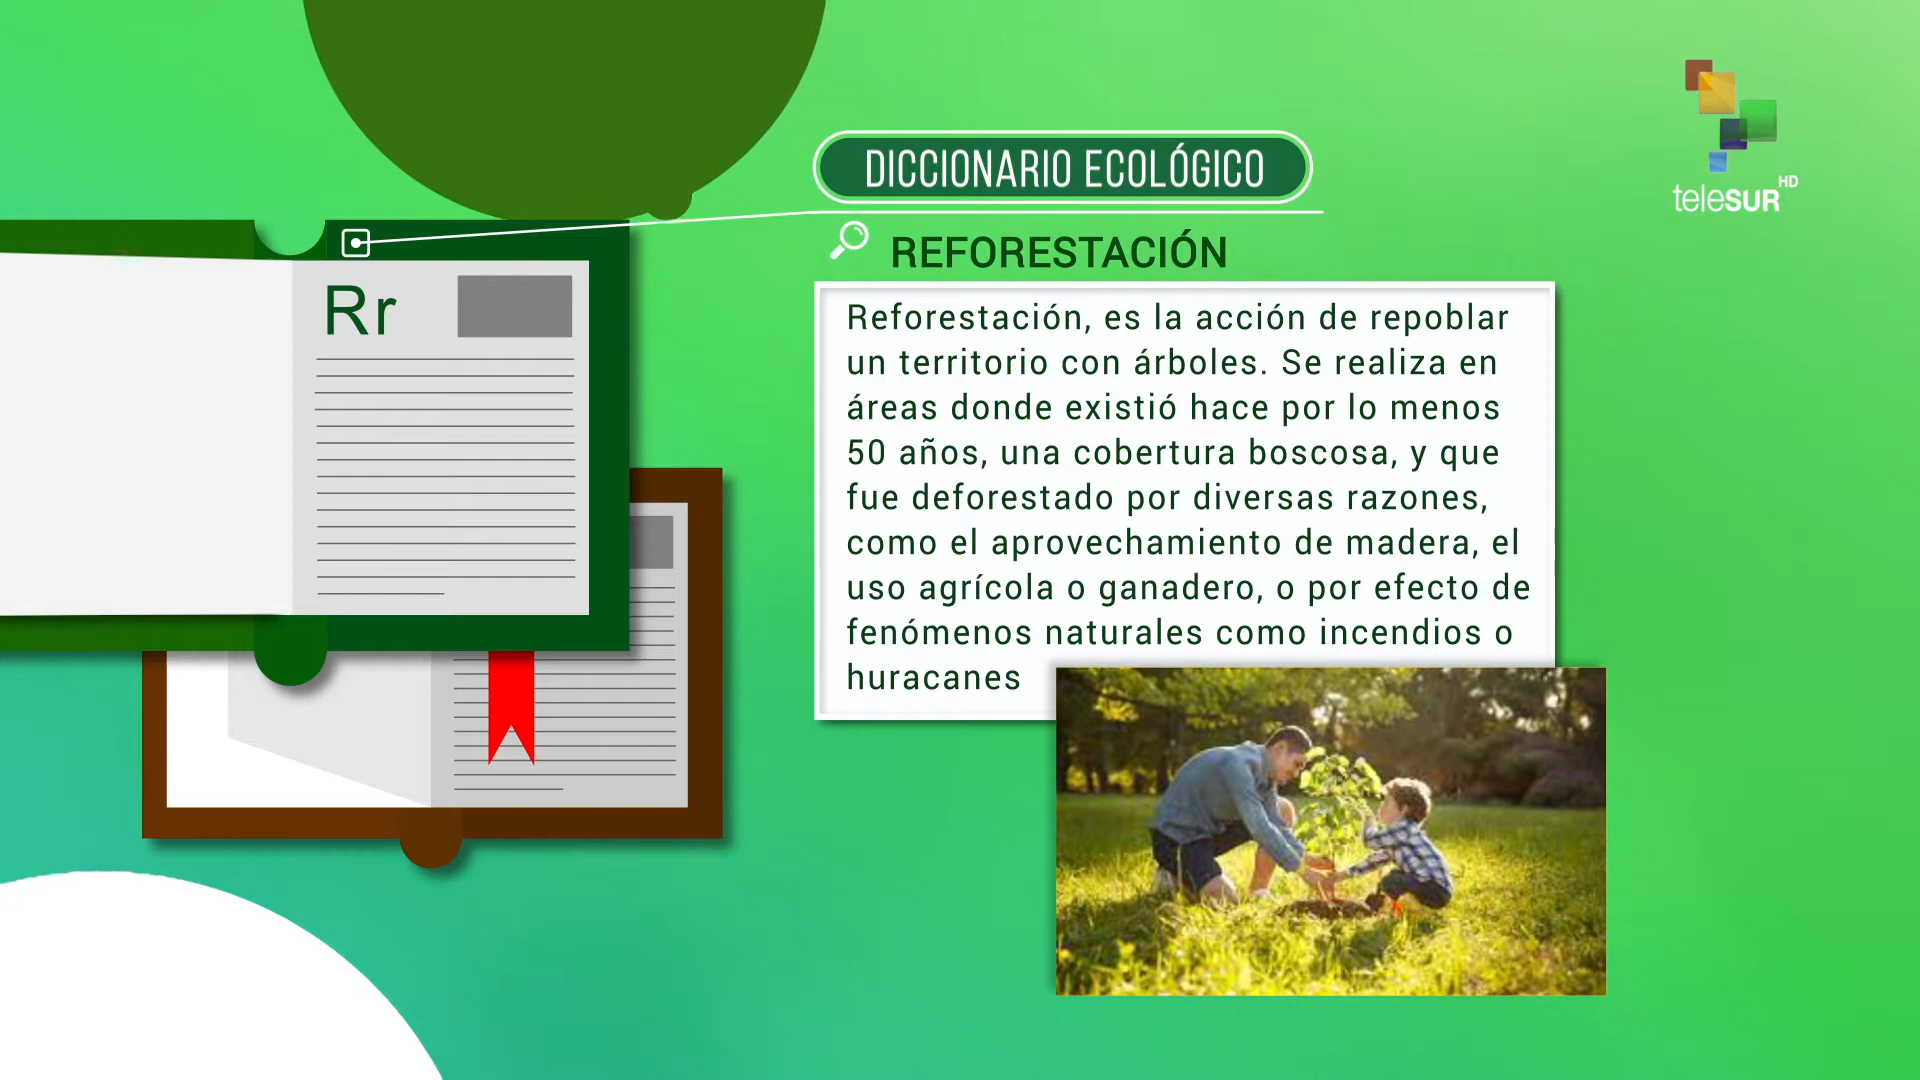 DICCIONARIO ECOLÓGICO
teleSUR HD
REFORESTACIÓN
Rr
Reforestación, es la acción de repoblar
un territorio con árboles. Se realiza en
áreas donde existió hace por lo menos
50 años, una cobertura boscosa, y que
fue deforestado por diversas razones,
como el aprovechamiento de madera, el
uso agrícola o ganadero, o por efecto de
fenómenos naturales como incendios o
huracanes